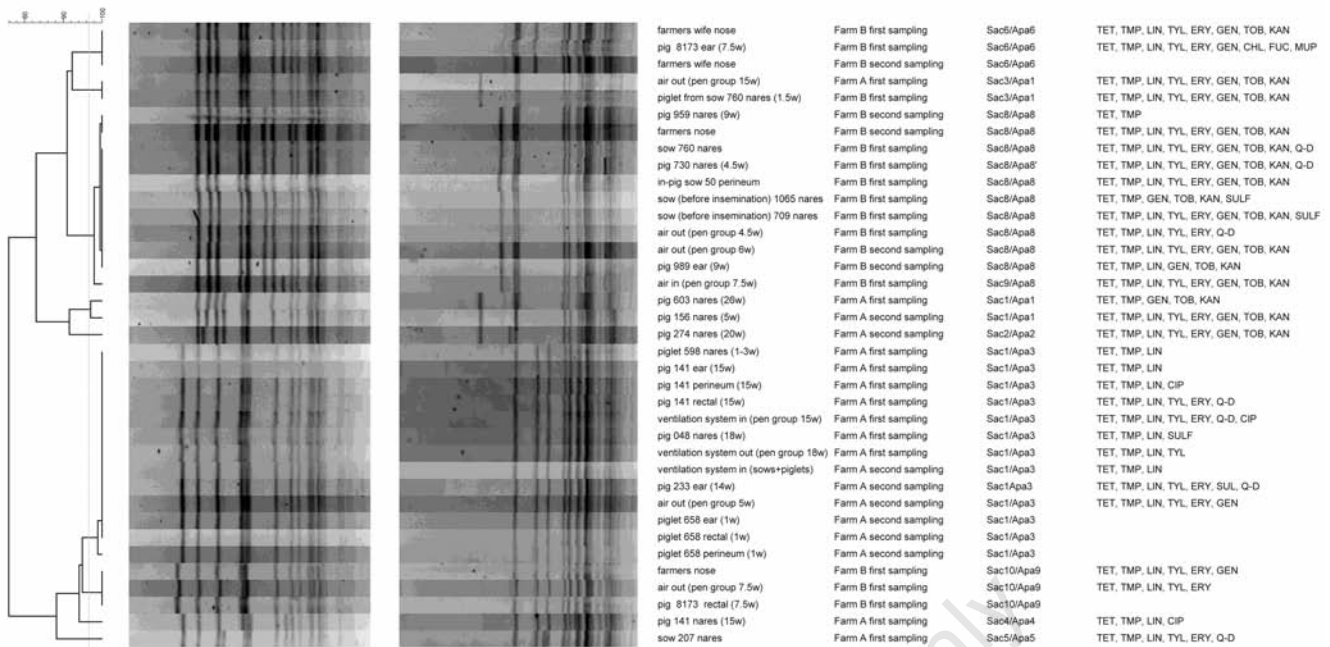 80 90 100
farmers wife nose Farm B first sampling Sac6/Apa6 TET, TMP, LIN, TYL, ERY, GEN, TOB, KAN
pig 8173 ear (7.5w) Farm B first sampling Sac6/Apa6 TET, TMP, LIN, TYL, ERY, GEN, CHL, FUC, MUP
farmers wife nose Farm B second sampling Sac6/Apa6
air out (pen group 15w) Farm A first sampling Sac3/Apa1 TET, TMP, LIN, TYL, ERY, GEN, TOB, KAN
piglet from sow 760 nares (1.5w) Farm B first sampling Sac3/Apa1 TET, TMP, LIN, TYL, ERY, GEN, TOB, KAN
pig 959 nares (9w) Farm B second sampling Sac8/Apa8 TET, TMP
farmers nose Farm B second sampling Sac8/Apa8 TET, TMP, LIN, TYL, ERY, GEN, TOB, KAN
sow 760 nares Farm B first sampling Sac8/Apa8 TET, TMP, LIN, TYL, ERY, GEN, TOB, KAN, Q-D
pig 730 nares (4.5w) Farm B first sampling Sac8/Apa8' TET, TMP, LIN, TYL, ERY, GEN, TOB, KAN, Q-D
in-pig sow 50 perineum Farm B first sampling Sac8/Apa8 TET, TMP, LIN, TYL, ERY, GEN, TOB, KAN
sow (before insemination) 1065 nares Farm B first sampling Sac8/Apa8 TET, TMP, GEN, TOB, KAN, SULF
sow (before insemination) 709 nares Farm B first sampling Sac8/Apa8 TET, TMP, LIN, TYL, ERY, GEN, TOB, KAN, SULF
air out (pen group 4.5w) Farm B first sampling Sac8/Apa8 TET, TMP, LIN, TYL, ERY, Q-D
air out (pen group 6w) Farm B second sampling Sac8/Apa8 TET, TMP, LIN, TYL, ERY, GEN, TOB, KAN
pig 989 ear (9w) Farm B second sampling Sac8/Apa8 TET, TMP, LIN, GEN, TOB, KAN
air in (pen group 7.5w) Farm B first sampling Sac9/Apa8 TET, TMP, LIN, TYL, ERY, GEN, TOB, KAN
pig 603 nares (26w) Farm A first sampling Sac1/Apa1 TET, TMP, GEN, TOB, KAN
pig 156 nares (5w) Farm A second sampling Sac1/Apa1 TET, TMP, LIN, TYL, ERY, GEN, TOB, KAN
pig 274 nares (20w) Farm A second sampling Sac2/Apa2 TET, TMP, LIN, TYL, ERY, GEN, TOB, KAN
piglet 598 nares (1-3w) Farm A first sampling Sac1/Apa3 TET, TMP, LIN
pig 141 ear (15w) Farm A first sampling Sac1/Apa3 TET, TMP, LIN
pig 141 perineum (15w) Farm A first sampling Sac1/Apa3 TET, TMP, LIN, CIP
pig 141 rectal (15w) Farm A first sampling Sac1/Apa3 TET, TMP, LIN, TYL, ERY, Q-D
ventilation system in (pen group 15w) Farm A first sampling Sac1/Apa3 TET, TMP, LIN, TYL, ERY, Q-D, CIP
pig 048 nares (18w) Farm A first sampling Sac1/Apa3 TET, TMP, LIN, SULF
ventilation system out (pen group 18w) Farm A first sampling Sac1/Apa3 TET, TMP, LIN, TYL
ventilation system in (sows+piglets) Farm A second sampling Sac1/Apa3 TET, TMP, LIN
pig 233 ear (14w) Farm A second sampling Sac1Apa3 TET, TMP, LIN, TYL, ERY, SUL, Q-D
air out (pen group 5w) Farm A second sampling Sac1/Apa3 TET, TMP, LIN, TYL, ERY, GEN
piglet 658 ear (1w) Farm A second sampling Sac1/Apa3
piglet 658 rectal (1w) Farm A second sampling Sac1/Apa3
piglet 658 perineum (1w) Farm A second sampling Sac1/Apa3
farmers nose Farm B first sampling Sac10/Apa9 TET, TMP, LIN, TYL, ERY, GEN
air out (pen group 7.5w) Farm B first sampling Sac10/Apa9 TET, TMP, LIN, TYL, ERY
pig 8173 rectal (7.5w) Farm B first sampling Sac10/Apa9
pig 141 nares (15w) Farm A first sampling Sac4/Apa4 TET, TMP, LIN, CIP
sow 207 nares Farm A first sampling Sac5/Apa5 TET, TMP, LIN, TYL, ERY, Q-D